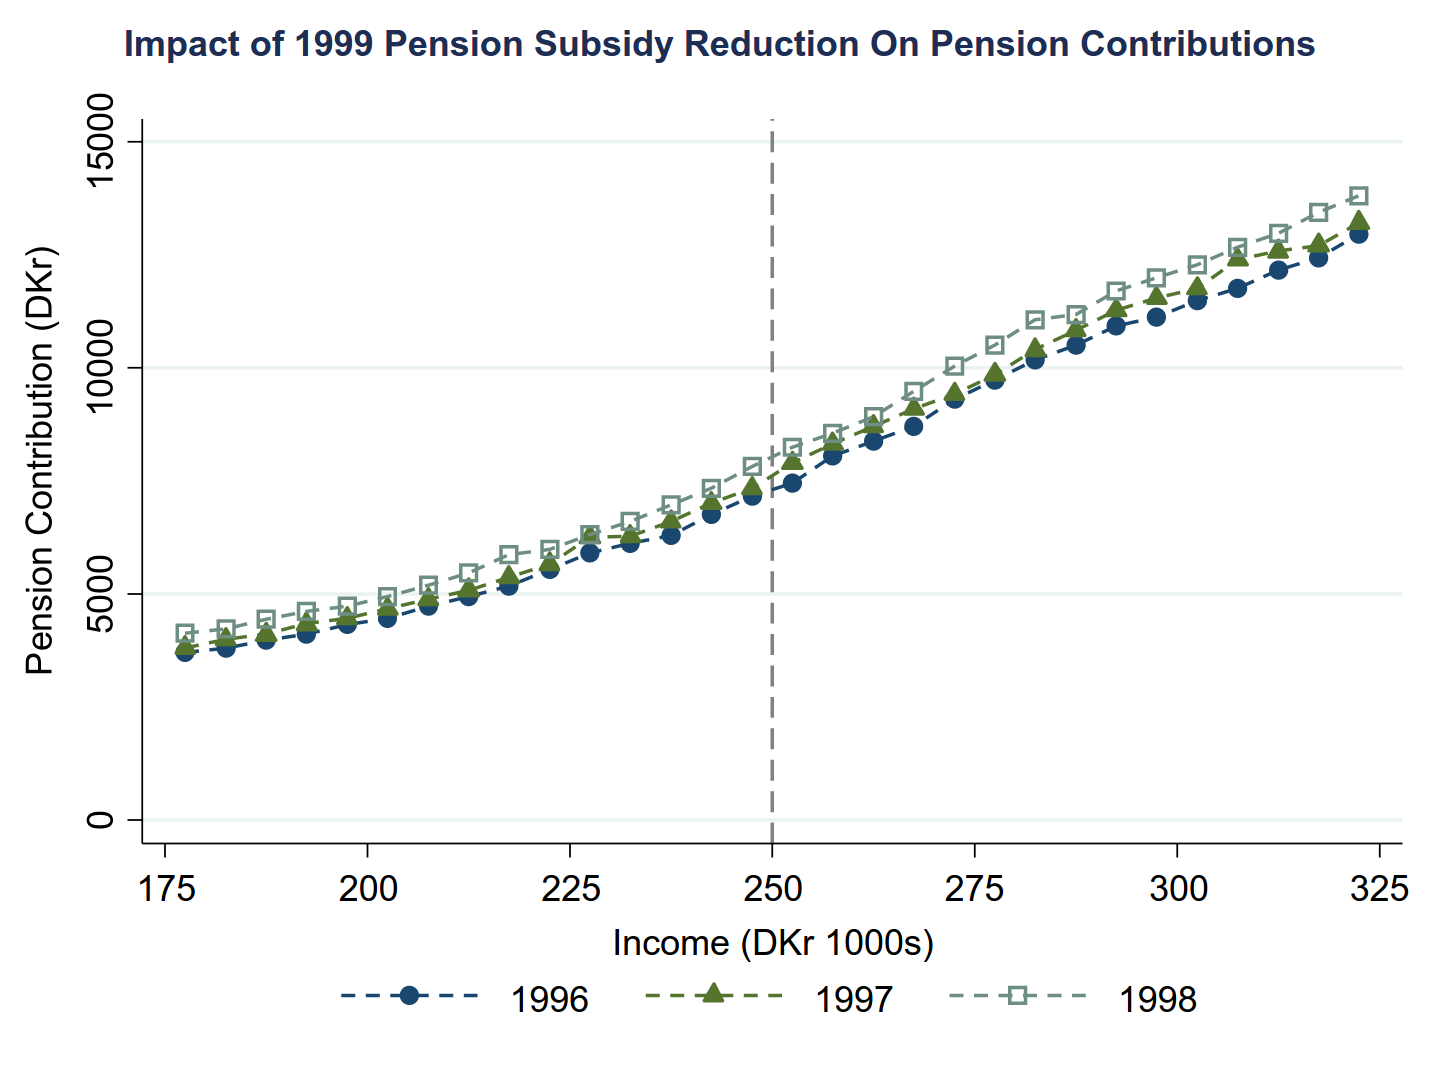 Impact of 1999 Pension Subsidy Reduction On Pension Contributions
Pension Contribution (DKr)
15000
10000
5000
0
175 200 225 250 275 300 325
Income (DKr 1000s)
1996 1997 1998